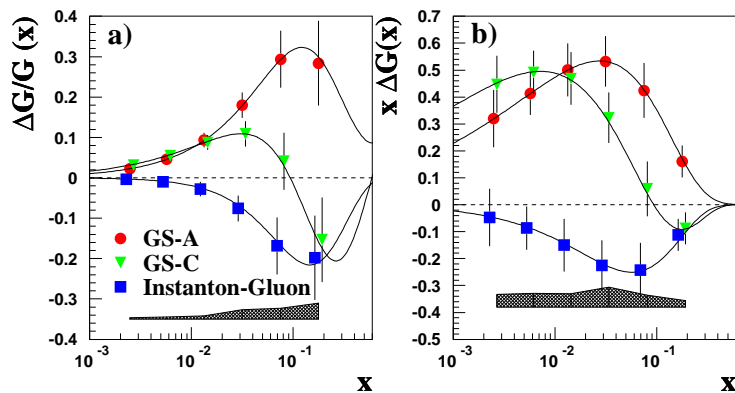 a)
ΔG/G (x)
0.4
0.3
0.2
0.1
0
-0.1
-0.2
-0.3
-0.4
GS-A
GS-C
Instanton-Gluon
10⁻³ 10⁻² 10⁻¹
x
b)
x ΔG(x)
0.7
0.6
0.5
0.4
0.3
0.2
0.1
0
-0.1
-0.2
-0.3
-0.4
-0.5
10⁻³ 10⁻² 10⁻¹
x